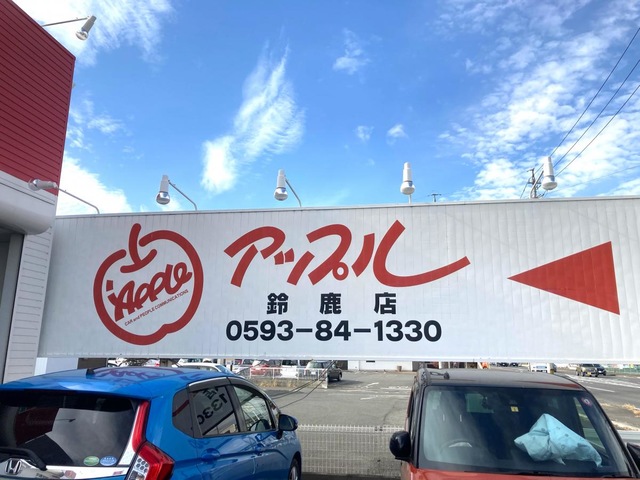 アップル
'APPLE
CAR and PEOPLE COMMUNICATIONS
鈴鹿店
0593-84-1330